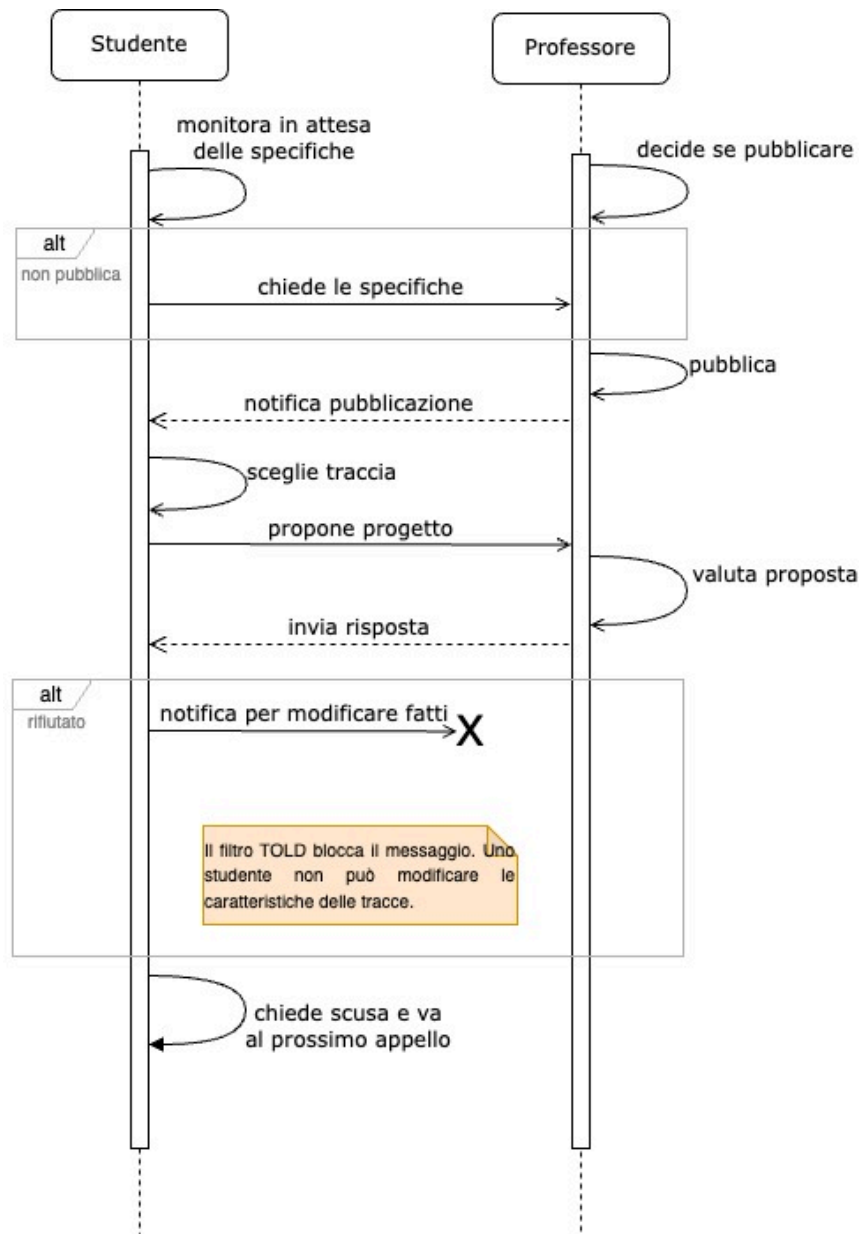 Studente
Professore
monitora in attesa
delle specifiche
decide se pubblicare
alt
non pubblica
chiede le specifiche
pubblica
notifica pubblicazione
sceglie traccia
propone progetto
valuta proposta
invia risposta
alt
rifiutato
notifica per modificare fatti
X
Il filtro TOLD blocca il messaggio. Uno
studente non può modificare le
caratteristiche delle tracce.
chiede scusa e va
al prossimo appello